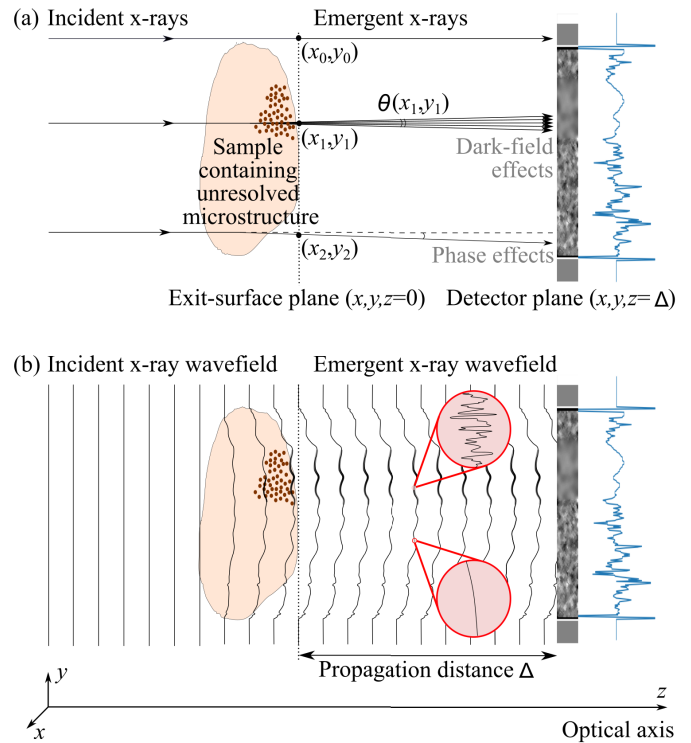 (a) Incident x-rays Emergent x-rays
(x₀,y₀)
θ(x₁,y₁)
(x₁,y₁)
Dark-field
effects
Sample
containing
unresolved
microstructure
(x₂,y₂)
Phase effects
Exit-surface plane (x,y,z=0) Detector plane (x,y,z= Δ)
(b) Incident x-ray wavefield Emergent x-ray wavefield
Propagation distance Δ
y
z
x
Optical axis